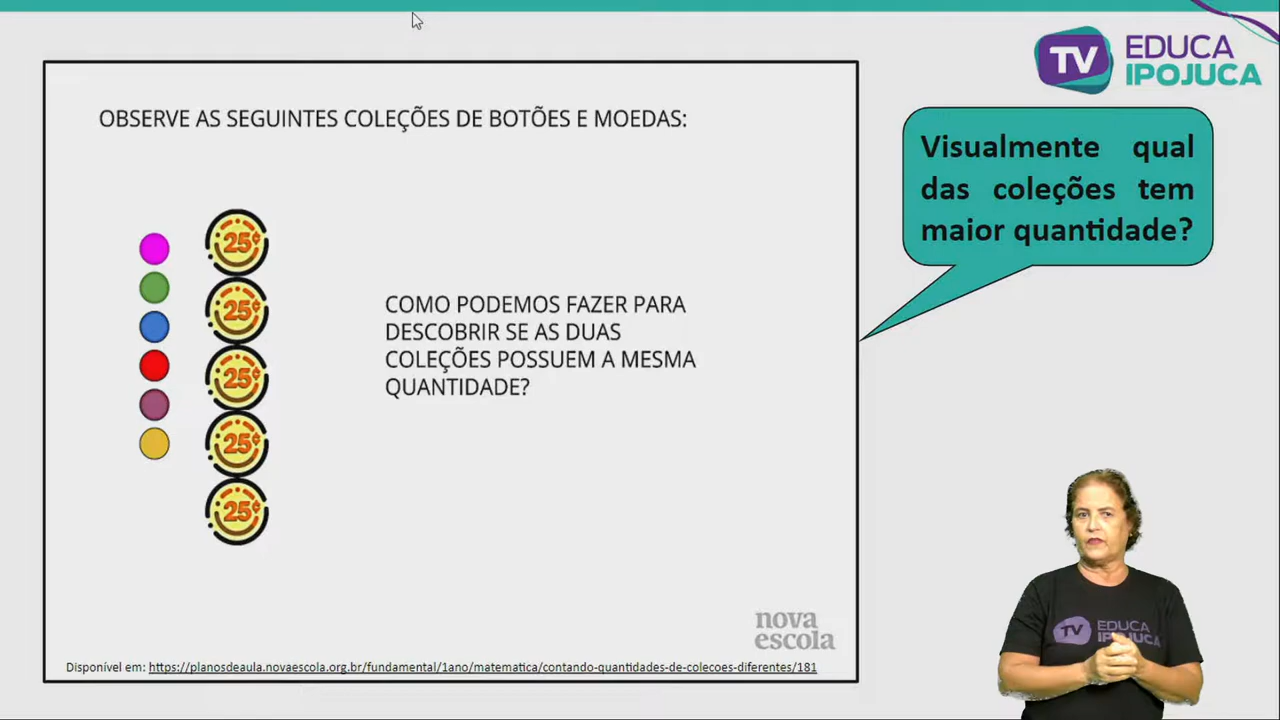 TV EDUCA
IPOJUCA
OBSERVE AS SEGUINTES COLEÇÕES DE BOTÕES E MOEDAS:
Visualmente qual
das coleções tem
maior quantidade?
25¢
25¢
25¢
25¢
25¢
COMO PODEMOS FAZER PARA
DESCOBRIR SE AS DUAS
COLEÇÕES POSSUEM A MESMA
QUANTIDADE?
nova
escola
Disponível em: https://planosdeaula.novaescola.org.br/fundamental/1ano/matematica/contando-quantidades-de-colecoes-diferentes/181
TV EDUCA
IPOJUCA